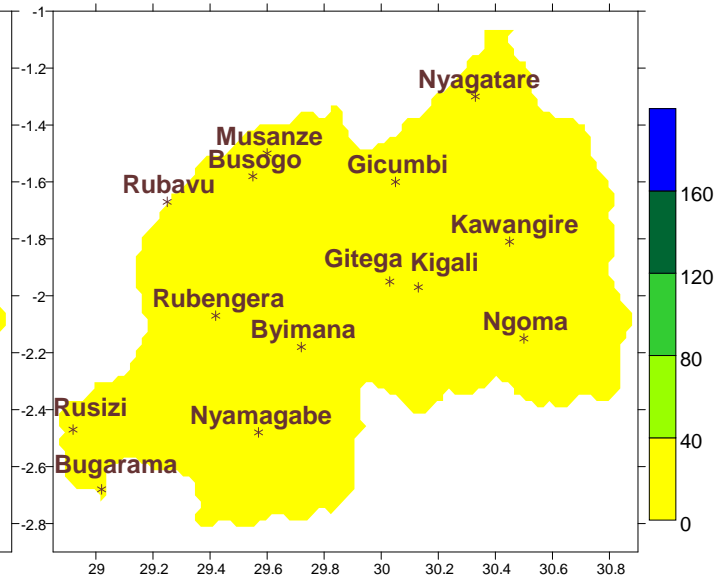 -1
-1.2
-1.4
-1.6
-1.8
-2
-2.2
-2.4
-2.6
-2.8
Nyagatare
Musanze
Busogo
Gicumbi
Rubavu
Kawangire
Gitega
Kigali
Rubengera
Byimana
Ngoma
Rusizi
Nyamagabe
Bugarama
29 29.2 29.4 29.6 29.8 30 30.2 30.4 30.6 30.8
160
120
80
40
0